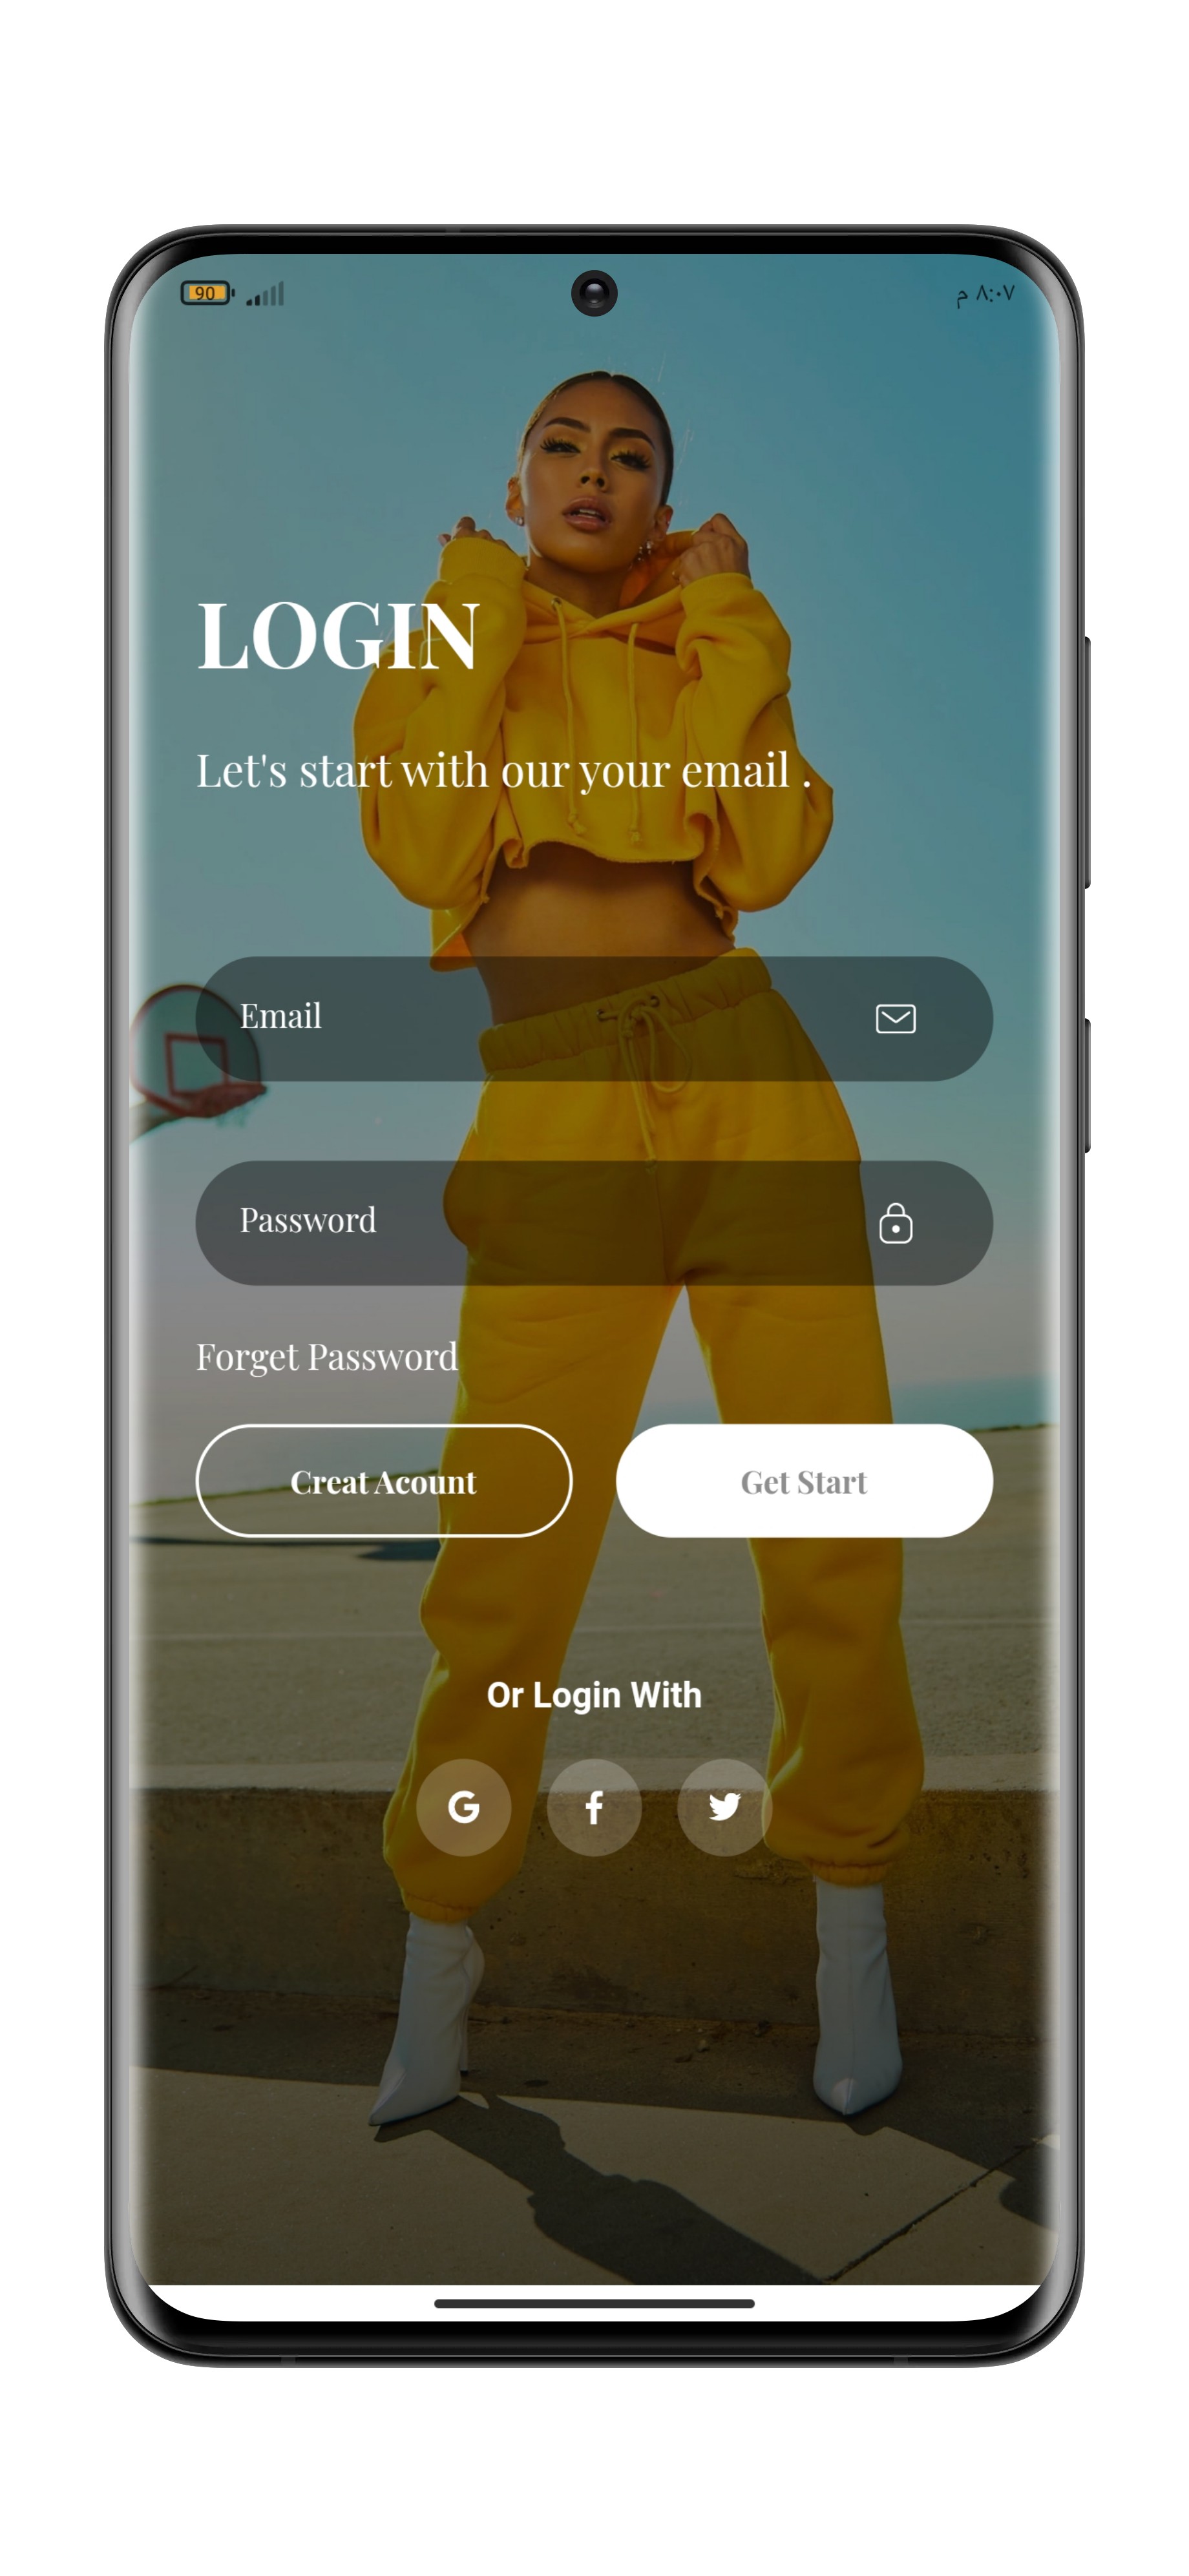 90
٨:٠٧ م
LOGIN
Let's start with our your email .
Email
Password
Forget Password
Creat Acount
Get Start
Or Login With
G
f